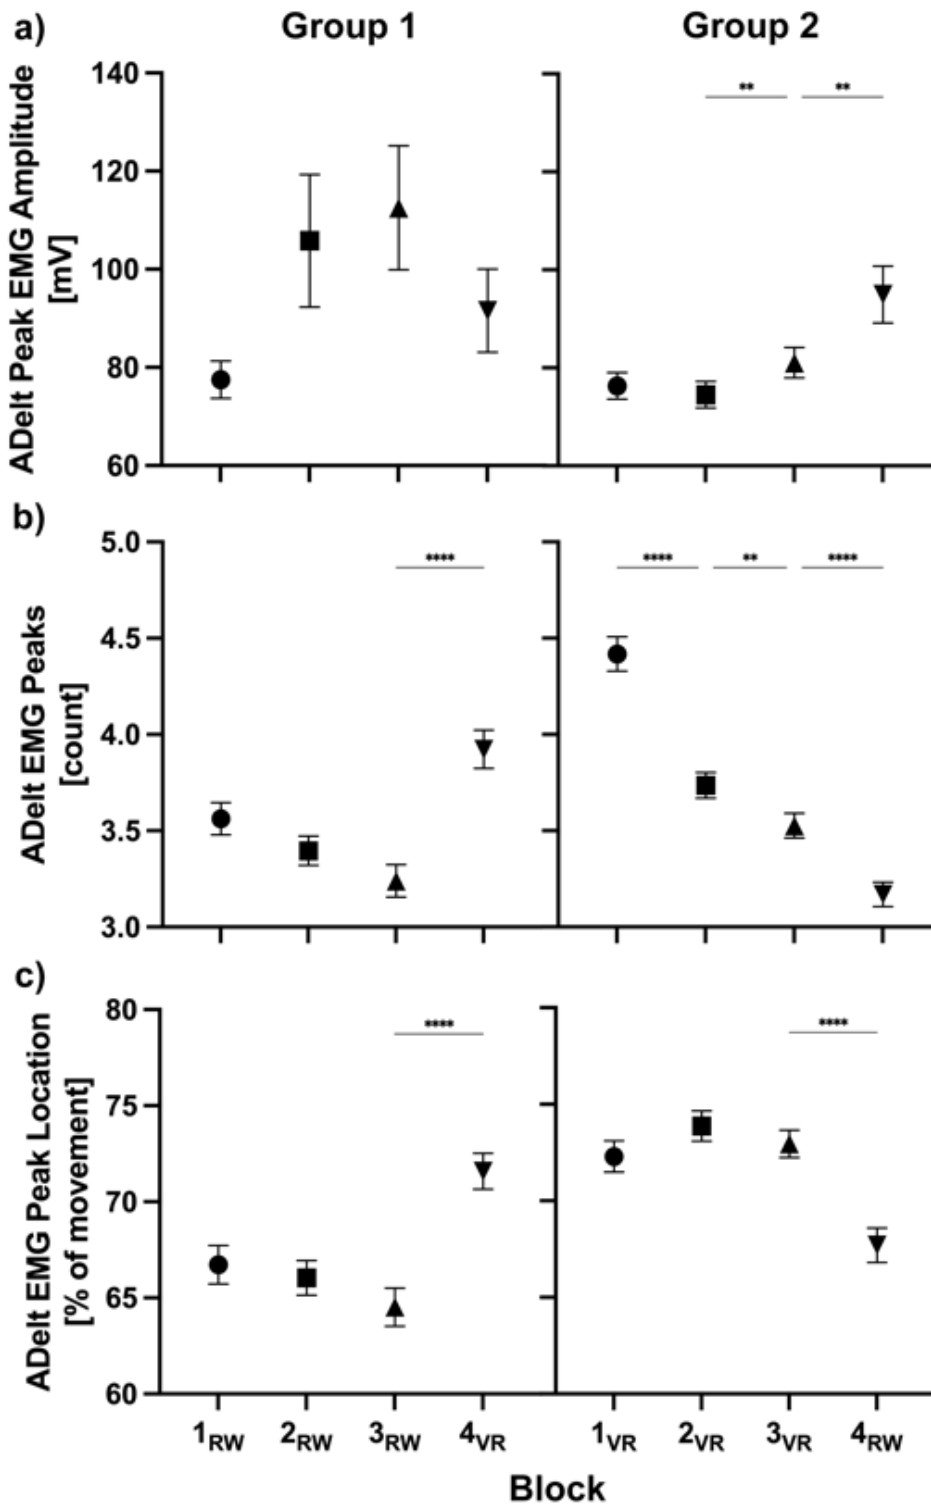 a)
Group 1
Group 2
ADelt Peak EMG Amplitude
[mV]
140
120
100
80
60
**
**
b)
ADelt EMG Peaks
[count]
5.0
4.5
4.0
3.5
3.0
****
****
**
****
c)
ADelt EMG Peak Location
[% of movement]
80
75
70
65
60
****
****
1RW
2RW
3RW
4VR
1VR
2VR
3VR
4RW
Block